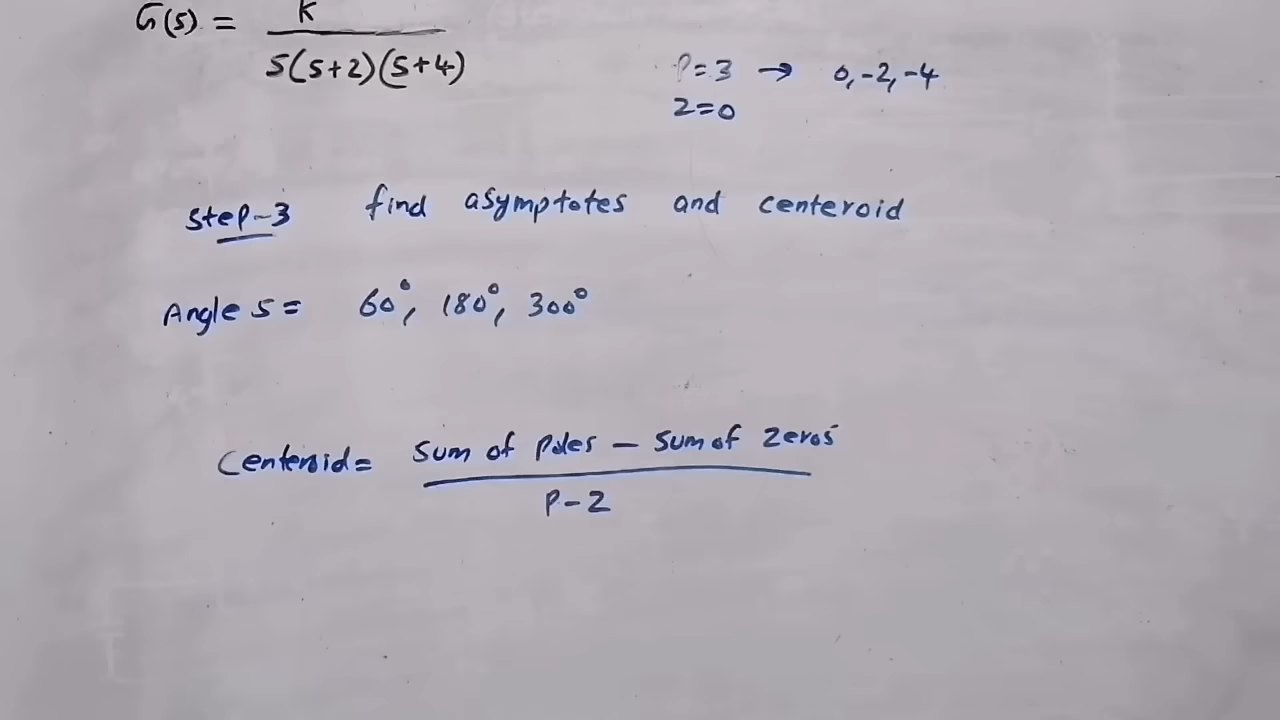 G(s) = K
s(s+2)(s+4)
P=3 → 0,-2,-4
Z=0
Step-3 find asymptotes and centeroid
Angles = 60°, 180°, 300°
Centeroid = Sum of Poles - Sum of Zeros
P-Z